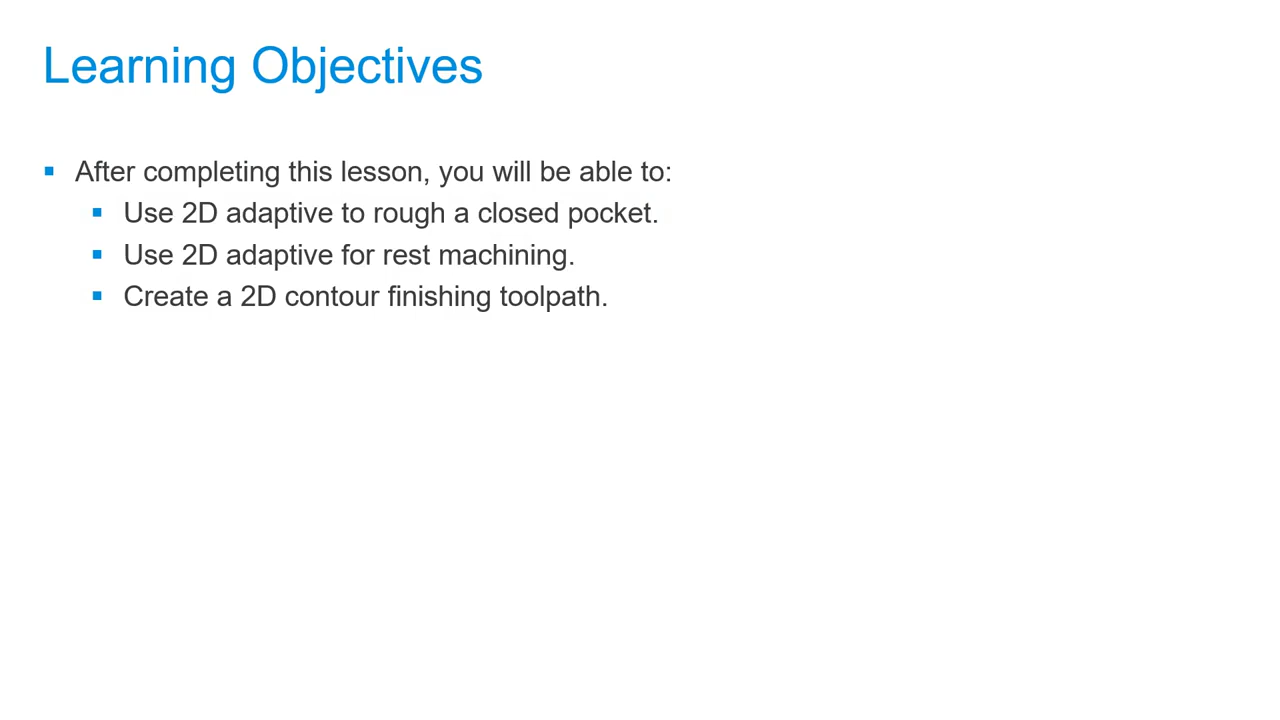 Learning Objectives
After completing this lesson, you will be able to:
Use 2D adaptive to rough a closed pocket.
Use 2D adaptive for rest machining.
Create a 2D contour finishing toolpath.